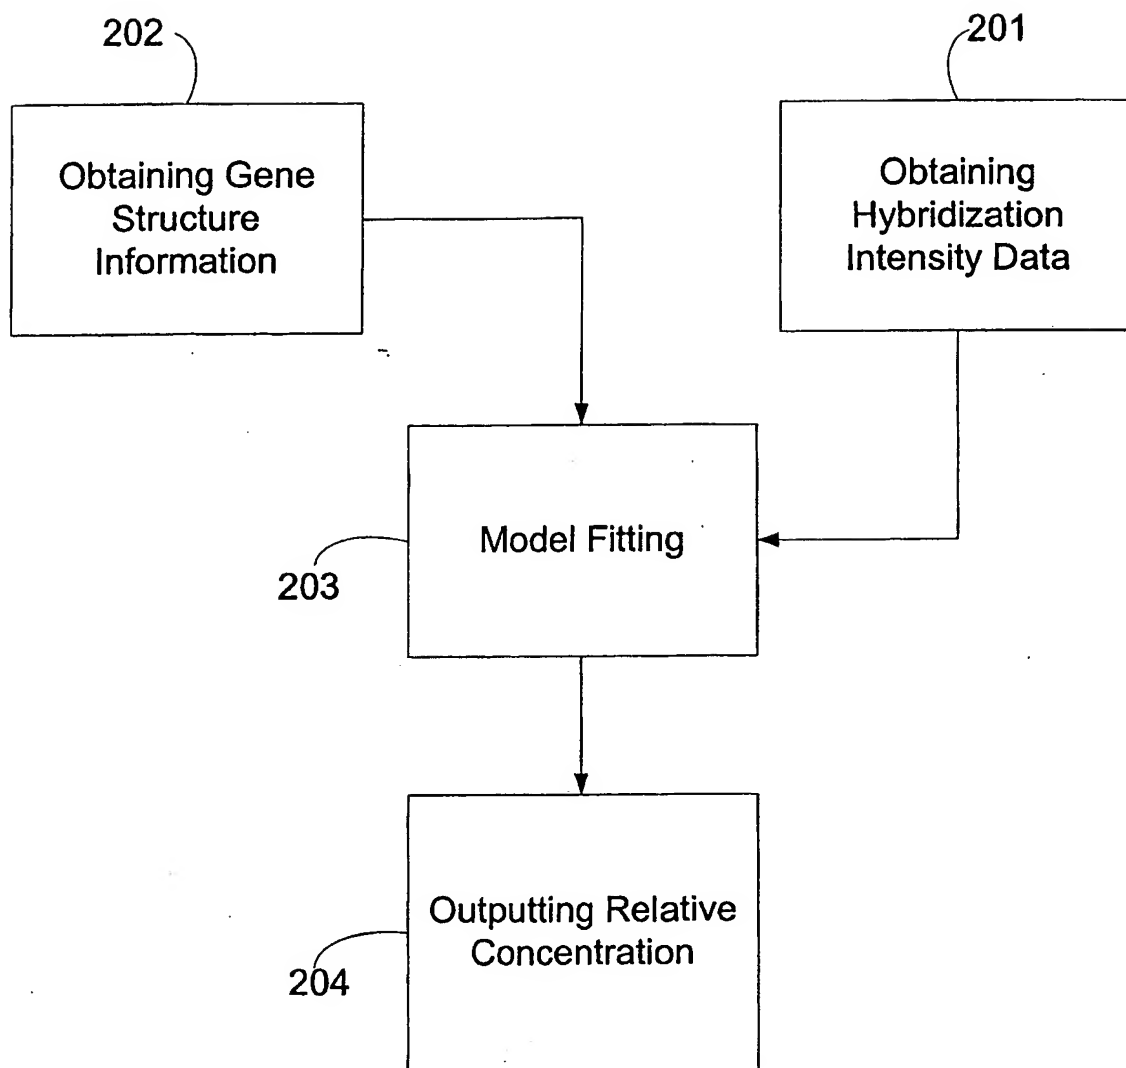 202
201
Obtaining Gene
Structure
Information
Obtaining
Hybridization
Intensity Data
Model Fitting
203
Outputting Relative
Concentration
204